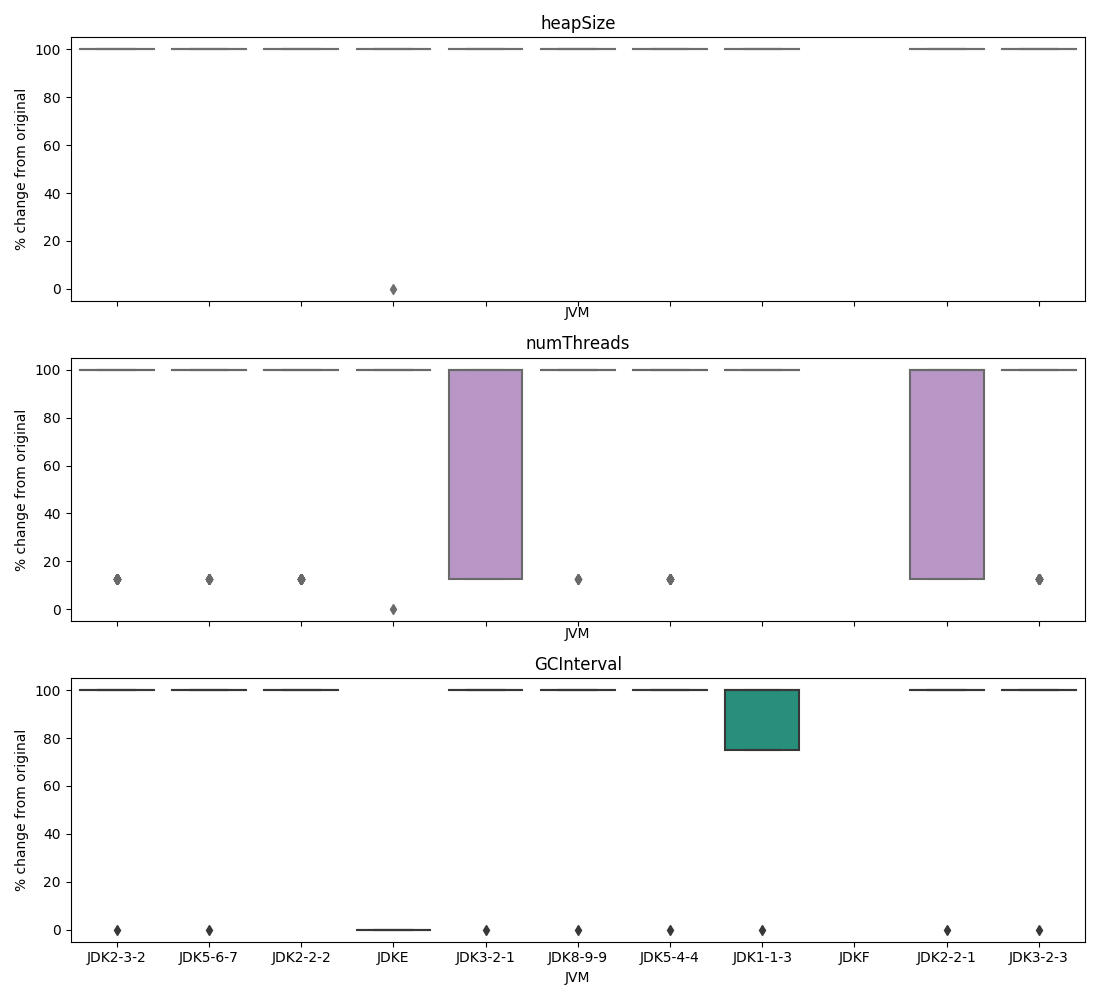 heapSize
100
80
60
40
20
0
% change from original
JVM
numThreads
100
80
60
40
20
0
% change from original
JVM
GCInterval
100
80
60
40
20
0
% change from original
JDK2-3-2 JDK5-6-7 JDK2-2-2 JDKE JDK3-2-1 JDK8-9-9 JDK5-4-4 JDK1-1-3 JDKF JDK2-2-1 JDK3-2-3
JVM